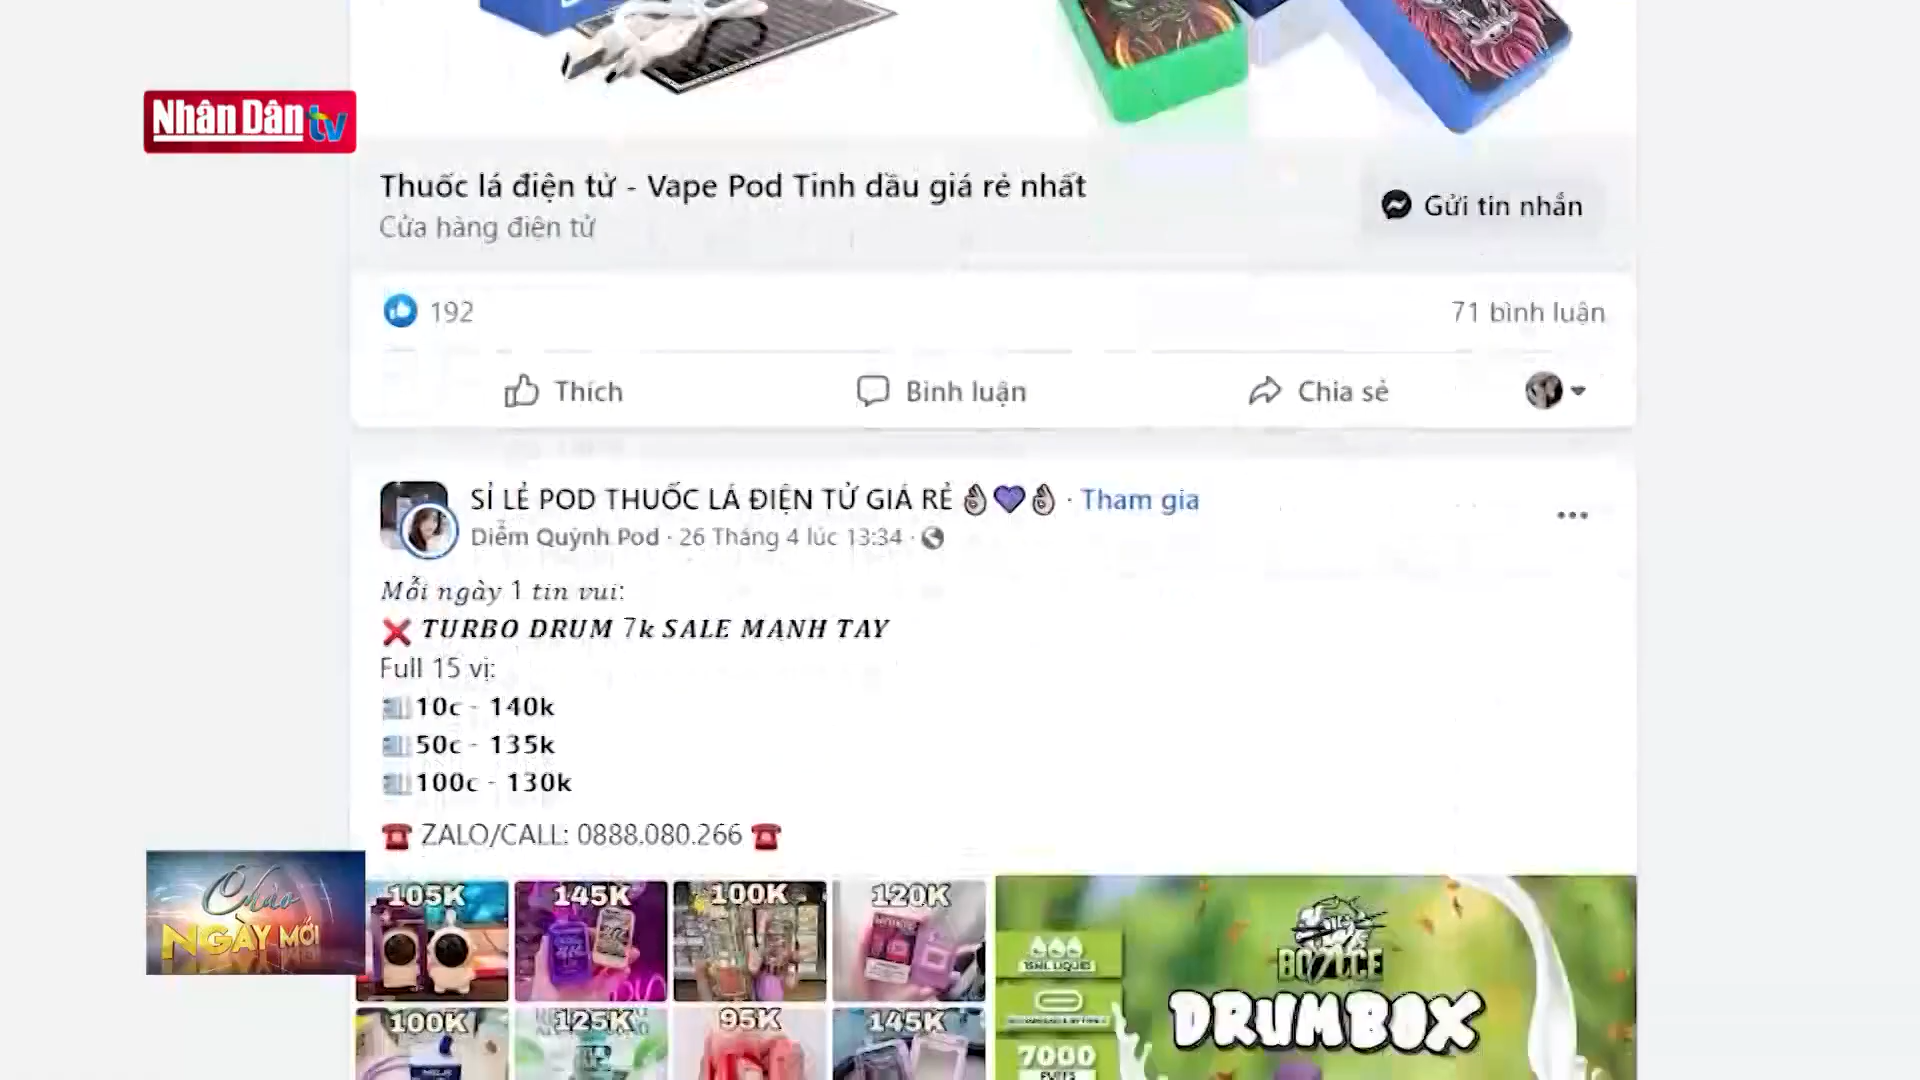 Nhân Dân tv
Thuốc lá điện tử - Vape Pod Tinh dầu giá rẻ nhất
Cửa hàng điện tử
Gửi tin nhắn
192
71 bình luận
Thích
Bình luận
Chia sẻ
SỈ LẺ POD THUỐC LÁ ĐIỆN TỬ GIÁ RẺ 👌🏻💜👌🏻 · Tham gia
Diễm Quỳnh Pod · 26 Tháng 4 lúc 13:34 ·
Mỗi ngày 1 tin vui:
❌ TURBO DRUM 7k SALE MẠNH TAY
Full 15 vị:
10c - 140k
50c - 135k
100c - 130k
☎️ ZALO/CALL: 0888.080.266 ☎️
Chào
NGÀY MỚI
105K
145K
100K
120K
DRUMBOX
100K
125K
95K
145K
7000
PUFFS